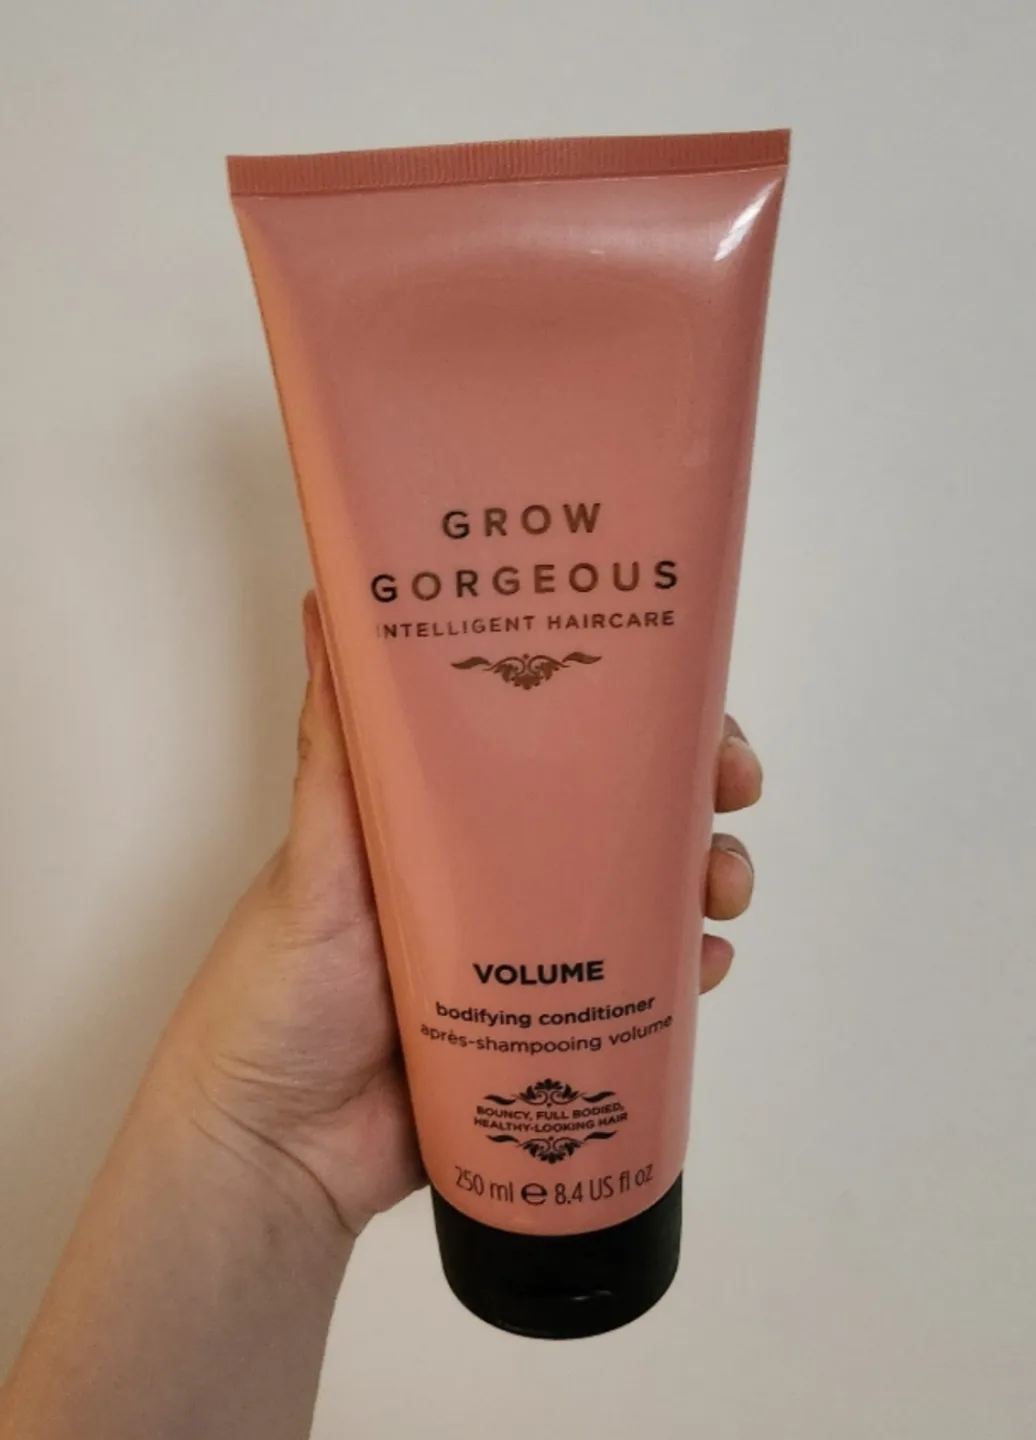 GROW
GORGEOUS
INTELLIGENT HAIRCARE
VOLUME
bodifying conditioner
après-shampooing volume
BOUNCY, FULL BODIED,
HEALTHY-LOOKING HAIR
250 ml ℮ 8.4 US fl oz